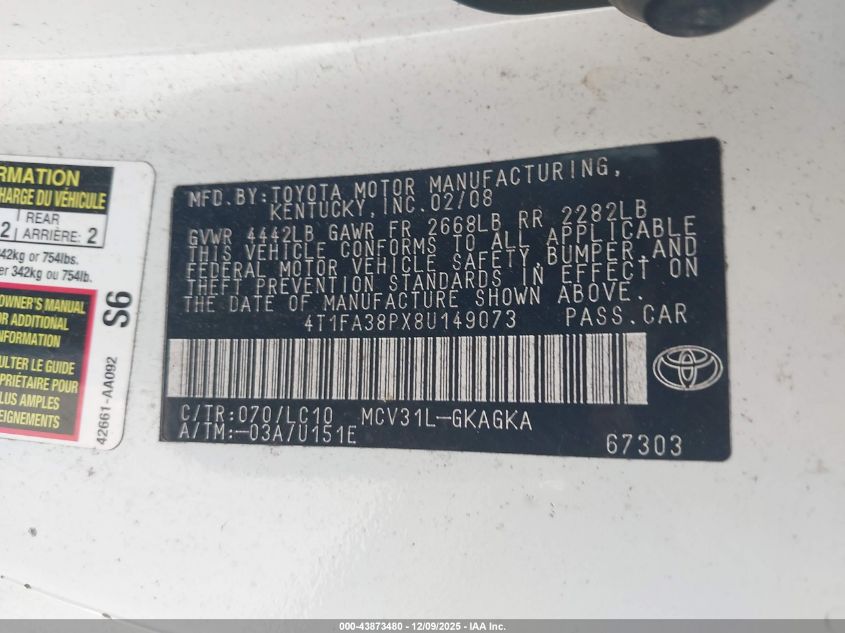 RMATION
CHARGE DU VÉHICULE
REAR
2 ARRIÈRE: 2
342kg or 754lbs.
er 342kg ou 754lb.
OWNER'S MANUAL
OR ADDITIONAL
INFORMATION
ULTER LE GUIDE
OPRIÉTAIRE POUR
LUS AMPLES
SEIGNEMENTS
S6
42661-AA092
MFD.BY:TOYOTA MOTOR MANUFACTURING,
KENTUCKY,INC.02/08
GVWR 4442LB GAWR FR 2668LB RR 2282LB
THIS VEHICLE CONFORMS TO ALL APPLICABLE
FEDERAL MOTOR VEHICLE SAFETY,BUMPER,AND
THEFT PREVENTION STANDARDS IN EFFECT ON
THE DATE OF MANUFACTURE SHOWN ABOVE.
4T1FA38PX8U149073 PASS.CAR
C/TR:070/LC10 MCV31L-GKAGKA
A/TM:-03A/U151E
67303
000-43873480 - 12/09/2025 - IAA Inc.